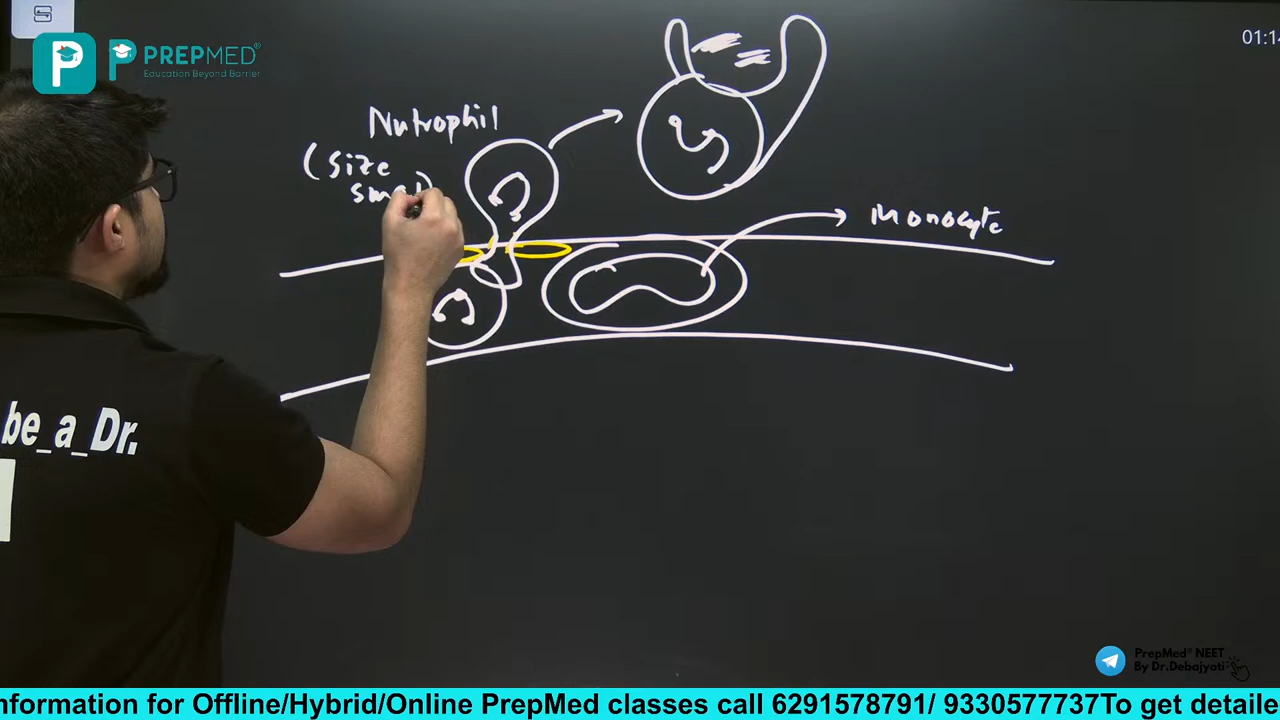 01:14
P PREPMED®
Education Beyond Barrier
Nutrophil
(Size
Monocyte
be_a_Dr.
PrepMed® NEET
By Dr.Debajyoti
nformation for Offline/Hybrid/Online PrepMed classes call 6291578791/ 9330577737To get detaile